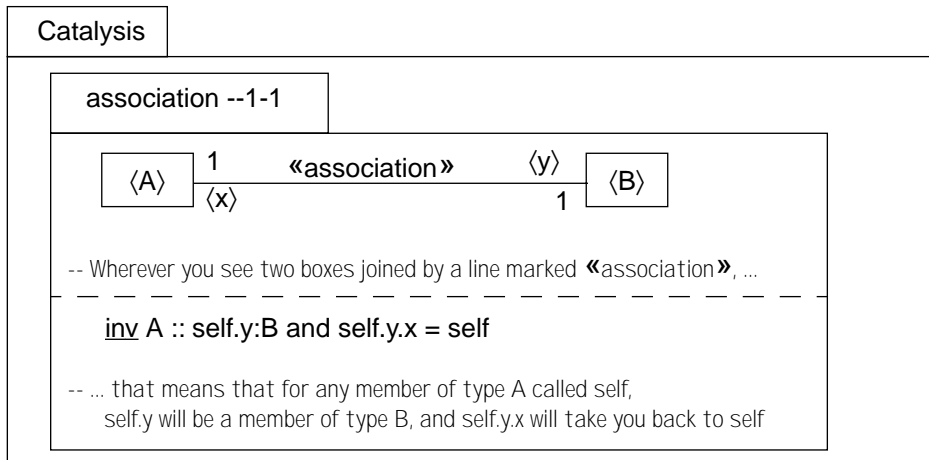 Catalysis
association --1-1
1 «association» ⟨y⟩
⟨A⟩ ⟨B⟩
⟨x⟩ 1
-- Wherever you see two boxes joined by a line marked «association», ...
inv A :: self.y:B and self.y.x = self
-- ... that means that for any member of type A called self,
self.y will be a member of type B, and self.y.x will take you back to self